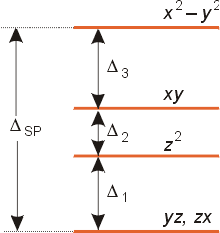 x² − y²
Δ₃
xy
Δ_SP
Δ₂
z²
Δ₁
yz, zx